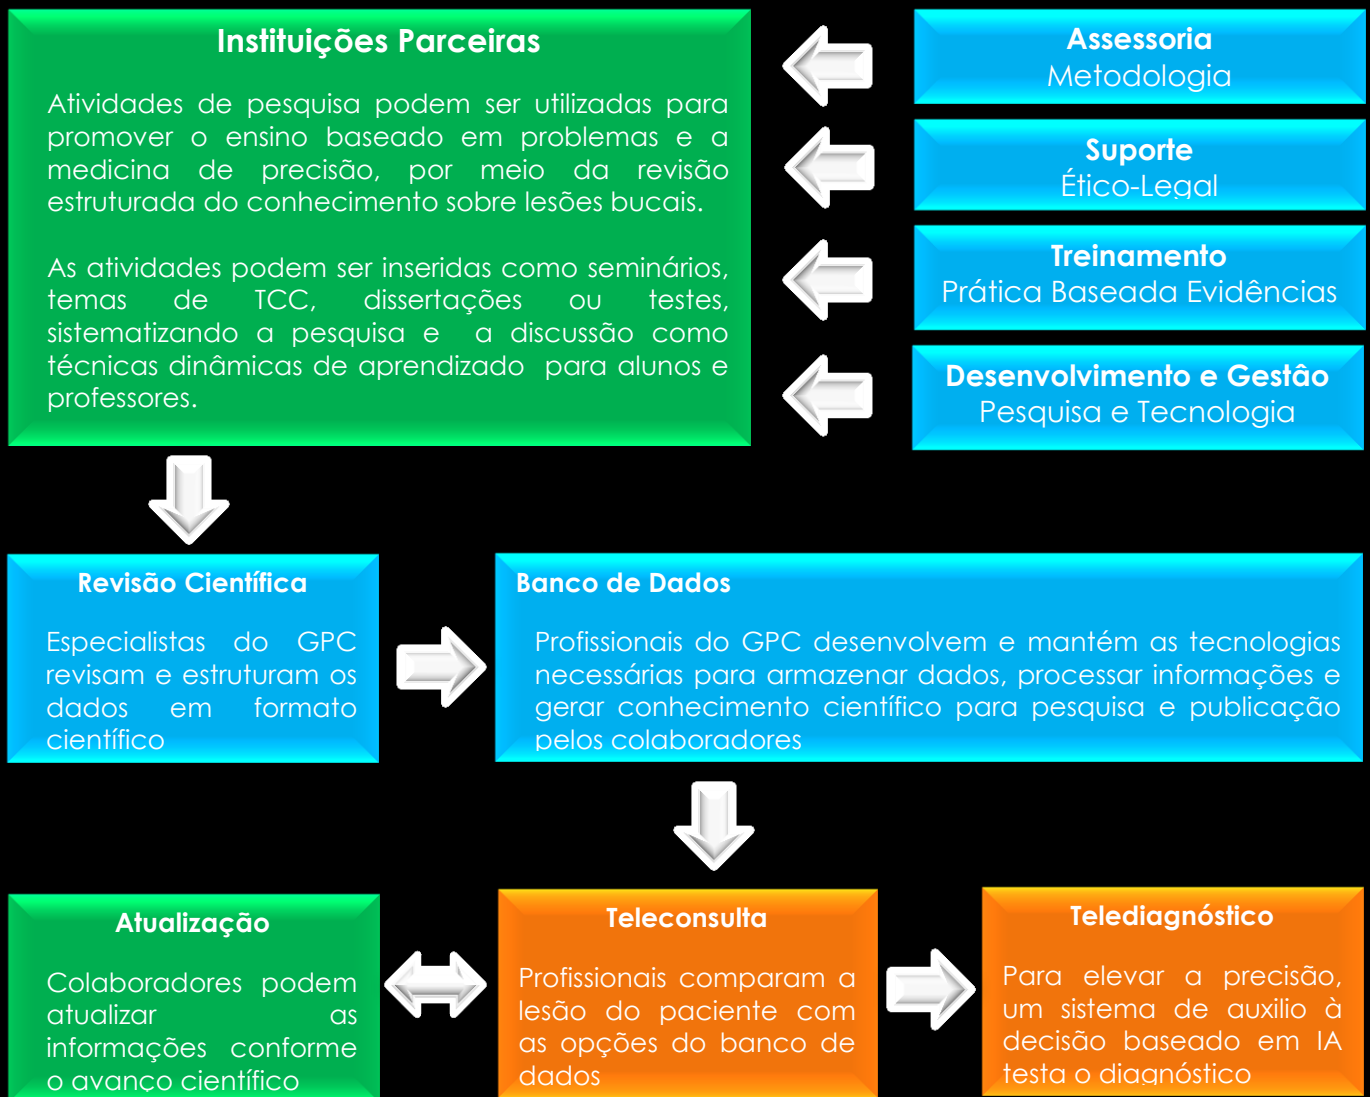 Instituições Parceiras
Atividades de pesquisa podem ser utilizadas para
promover o ensino baseado em problemas e a
medicina de precisão, por meio da revisão
estruturada do conhecimento sobre lesões bucais.
As atividades podem ser inseridas como seminários,
temas de TCC, dissertações ou testes,
sistematizando a pesquisa e a discussão como
técnicas dinâmicas de aprendizado para alunos e
professores.
Assessoria
Metodologia
Suporte
Ético-Legal
Treinamento
Prática Baseada Evidências
Desenvolvimento e Gestâo
Pesquisa e Tecnologia
Revisão Científica
Especialistas do GPC
revisam e estruturam os
dados em formato
científico
Banco de Dados
Profissionais do GPC desenvolvem e mantém as tecnologias
necessárias para armazenar dados, processar informações e
gerar conhecimento científico para pesquisa e publicação
pelos colaboradores
Atualização
Colaboradores podem
atualizar as
informações conforme
o avanço científico
Teleconsulta
Profissionais comparam a
lesão do paciente com
as opções do banco de
dados
Telediagnóstico
Para elevar a precisão,
um sistema de auxilio à
decisão baseado em IA
testa o diagnóstico